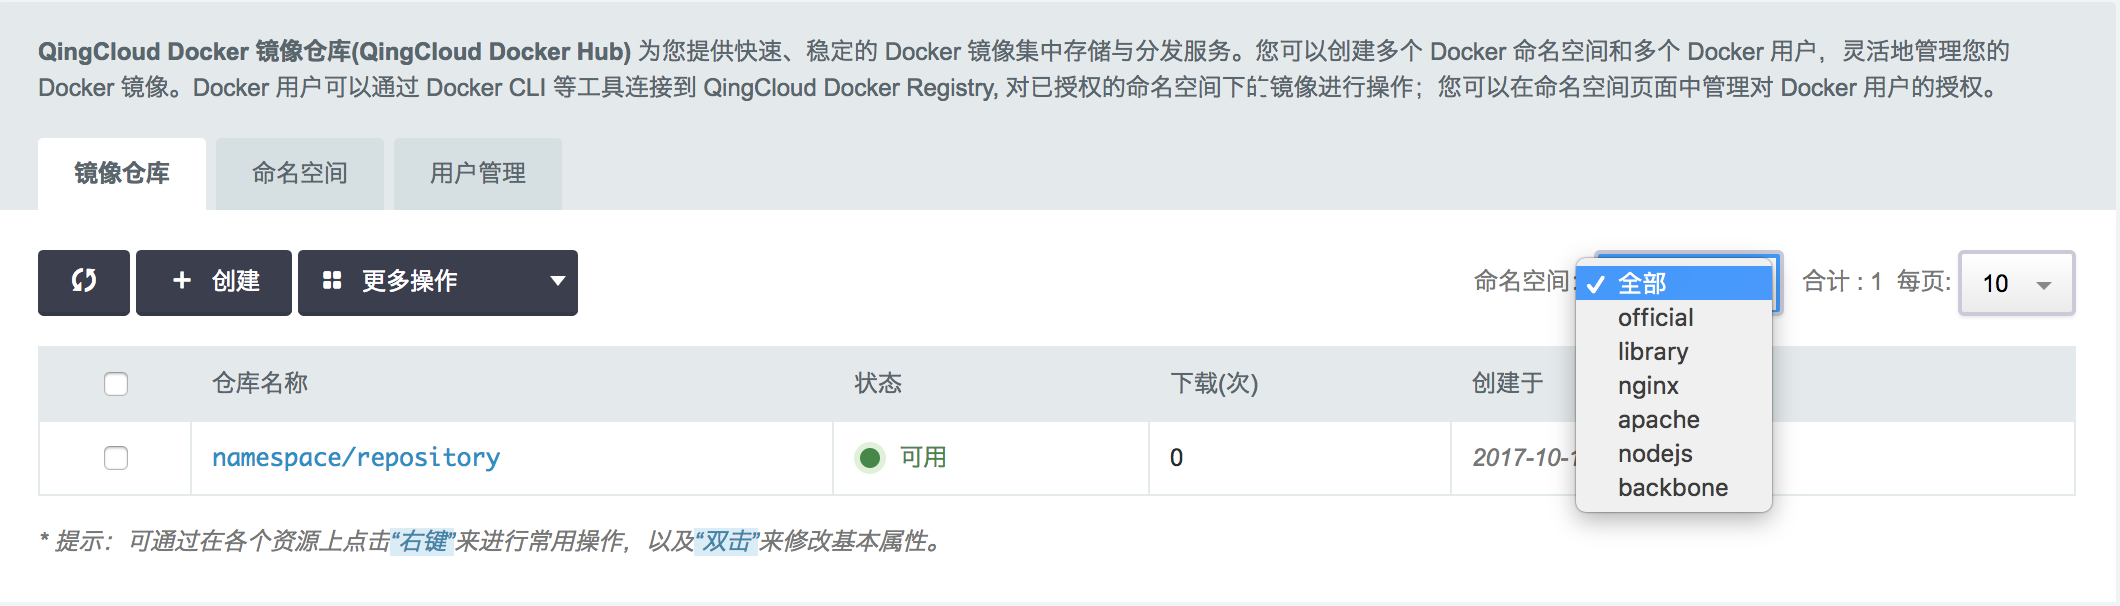 QingCloud Docker 镜像仓库(QingCloud Docker Hub) 为您提供快速、稳定的 Docker 镜像集中存储与分发服务。您可以创建多个 Docker 命名空间和多个 Docker 用户，灵活地管理您的
Docker 镜像。Docker 用户可以通过 Docker CLI 等工具连接到 QingCloud Docker Registry, 对已授权的命名空间下的镜像进行操作；您可以在命名空间页面中管理对 Docker 用户的授权。
镜像仓库 命名空间 用户管理
+ 创建 更多操作 命名空间: ✓ 全部 合计 : 1 每页: 10
official
library
nginx
apache
nodejs
backbone
仓库名称 状态 下载(次) 创建于
namespace/repository 可用 0 2017-10-
* 提示：可通过在各个资源上点击“右键”来进行常用操作，以及“双击”来修改基本属性。